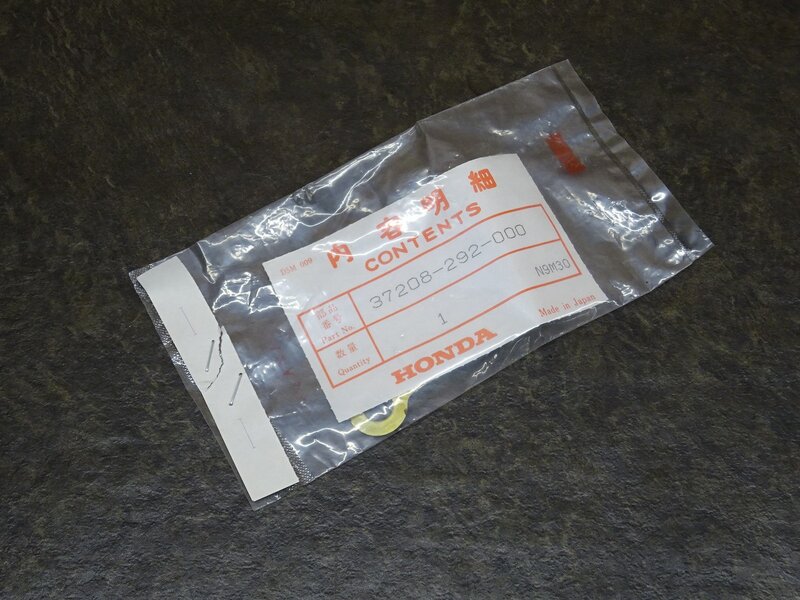 DSM 009
内容明細
CONTENTS
部品番号
Part No.
37208-292-000
数量
Quantity
1
N9M30
HONDA
Made in Japan